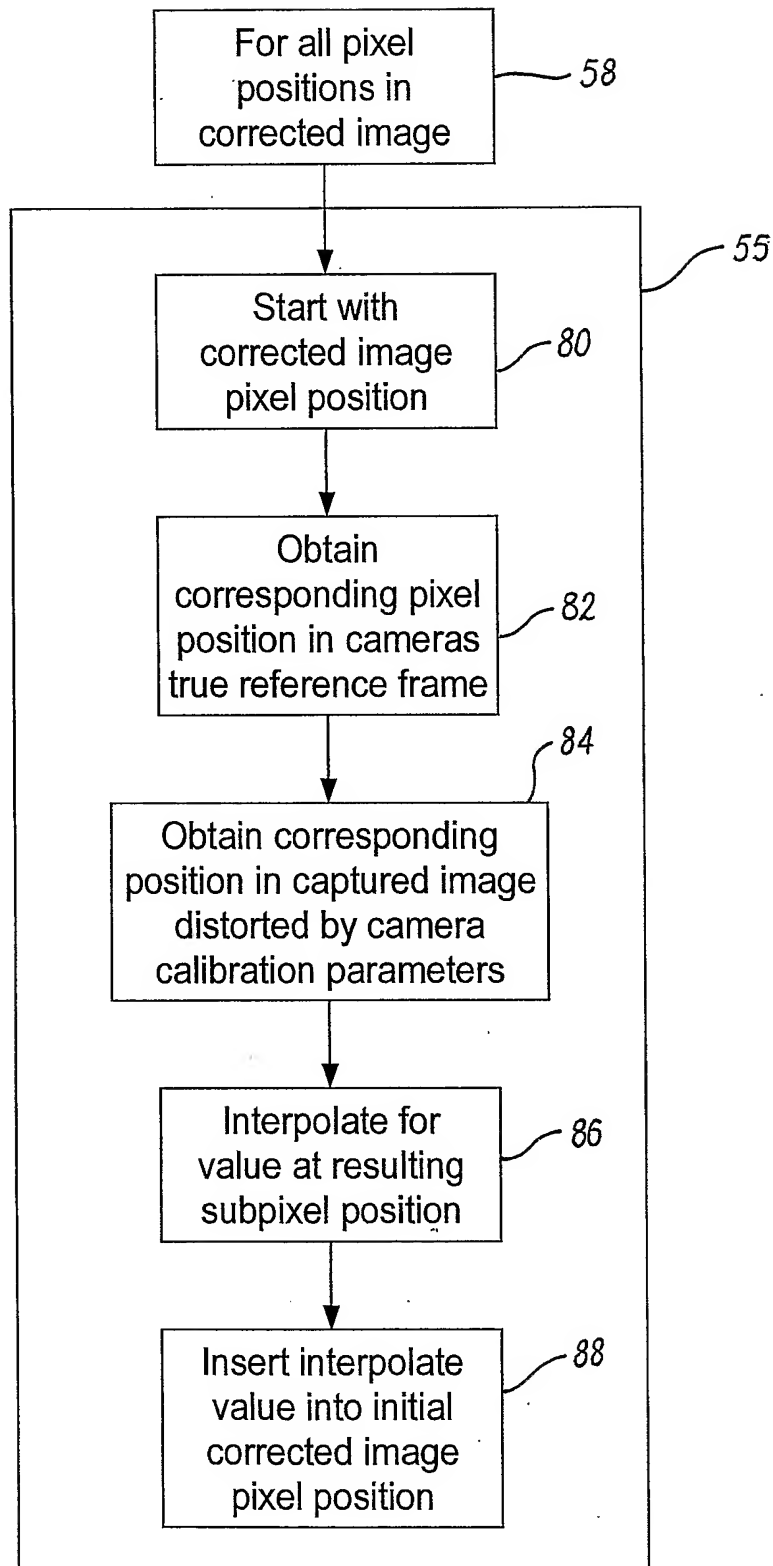 For all pixel
positions in
corrected image
58
55
Start with
corrected image
pixel position
80
Obtain
corresponding pixel
position in cameras
true reference frame
82
84
Obtain corresponding
position in captured image
distorted by camera
calibration parameters
Interpolate for
value at resulting
subpixel position
86
Insert interpolate
value into initial
corrected image
pixel position
88